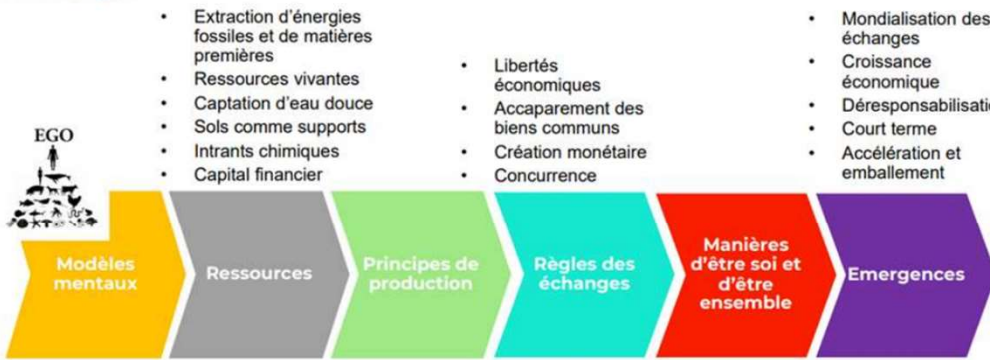 • Extraction d’énergies
fossiles et de matières
premières
• Ressources vivantes
• Captation d’eau douce
• Sols comme supports
• Intrants chimiques
• Capital financier
• Libertés
économiques
• Accaparement des
biens communs
• Création monétaire
• Concurrence
• Mondialisation des
échanges
• Croissance
économique
• Déresponsabilisati
• Court terme
• Accélération et
emballement
EGO
Modèles
mentaux
Ressources
Principes de
production
Règles des
échanges
Manières
d’être soi et
d’être
ensemble
Emergences